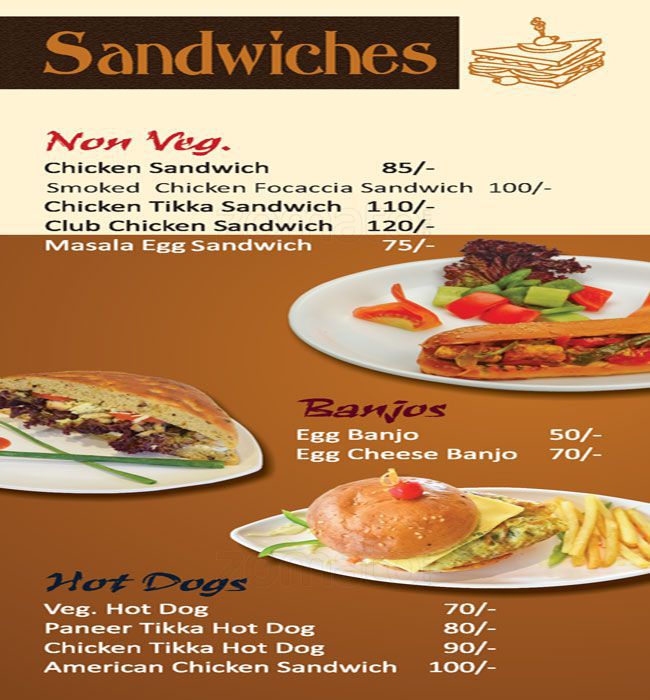 Sandwiches
Non Veg.
Chicken Sandwich 85/-
Smoked Chicken Focaccia Sandwich 100/-
Chicken Tikka Sandwich 110/-
Club Chicken Sandwich 120/-
Masala Egg Sandwich 75/-
Banjos
Egg Banjo 50/-
Egg Cheese Banjo 70/-
zomato
Hot Dogs
Veg. Hot Dog 70/-
Paneer Tikka Hot Dog 80/-
Chicken Tikka Hot Dog 90/-
American Chicken Sandwich 100/-